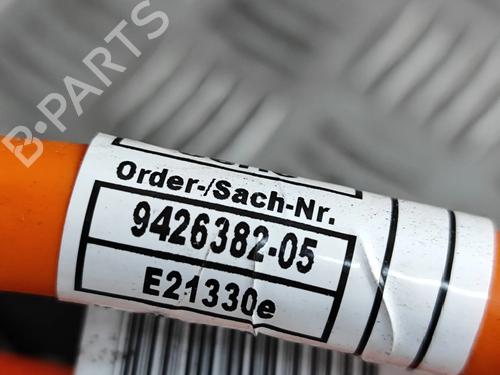 B-PARTS
Order-/Sach-Nr.
9426382-05
E21330e